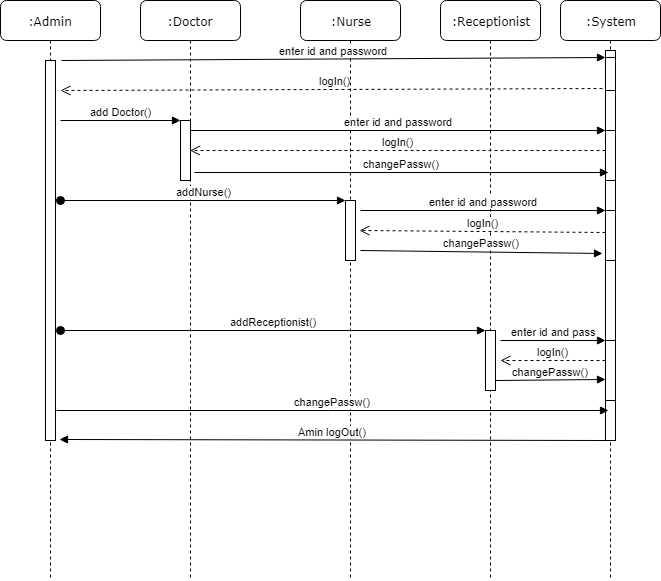 :Admin
:Doctor
:Nurse
:Receptionist
:System
enter id and password
logIn()
add Doctor()
enter id and password
logIn()
changePassw()
addNurse()
enter id and password
logIn()
changePassw()
addReceptionist()
enter id and pass
logIn()
changePassw()
changePassw()
Amin logOut()